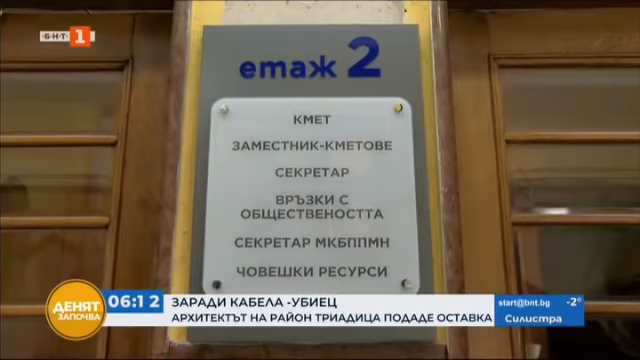 БНТ 1
етаж 2
КМЕТ
ЗАМЕСТНИК-КМЕТОВЕ
СЕКРЕТАР
ВРЪЗКИ С
ОБЩЕСТВЕНОСТТА
СЕКРЕТАР МКБППМН
ЧОВЕШКИ РЕСУРСИ
ДЕНЯТ
ЗАПОЧВА
06:12
ЗАРАДИ КАБЕЛА -УБИЕЦ
АРХИТЕКТЪТ НА РАЙОН ТРИАДИЦА ПОДАДЕ ОСТАВКА
start@bnt.bg
-2°
Силистра